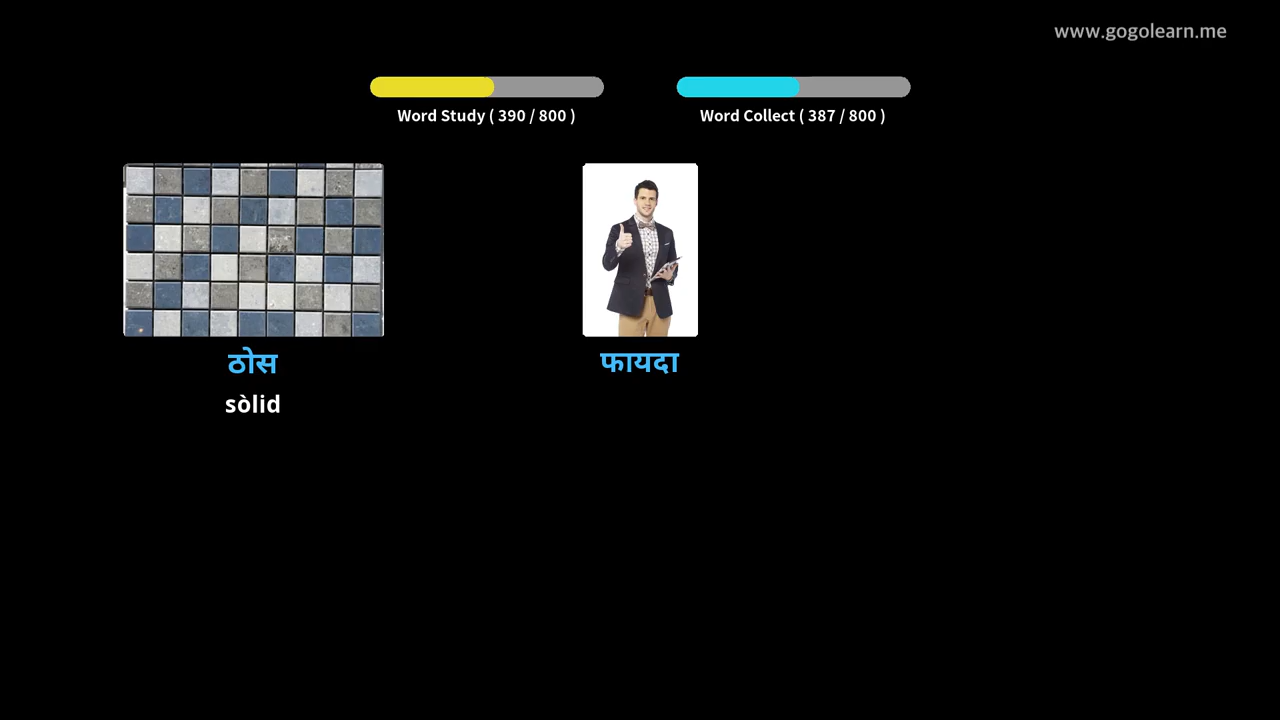 www.gogolearn.me
Word Study ( 390 / 800 )
Word Collect ( 387 / 800 )
ठोस
फायदा
sòlid